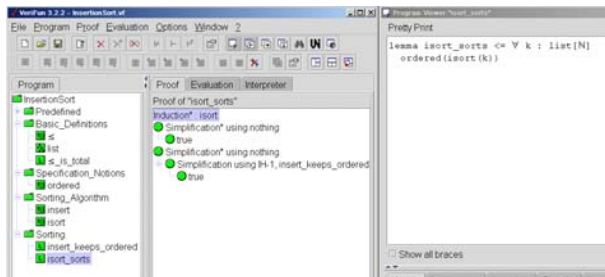 VeriFun 3.2.2 - InsertionSort.vf
File Program Proof Evaluation Options Window ?
Program
InsertionSort
Predefined
Basic_Definitions
≤
list
≤_is_total
Specification_Notions
ordered
Sorting_Algorithm
insert
isort
Sorting
insert_keeps_ordered
isort_sorts
Proof Evaluation Interpreter
Proof of "isort_sorts"
Induction* : isort
Simplification* using nothing
true
Simplification* using nothing
Simplification using IH-1, insert_keeps_ordered
true
Program Viewer "isort_sorts"
Pretty Print
lemma isort_sorts <= ∀ k : list[N]
ordered(isort(k))
Show all braces